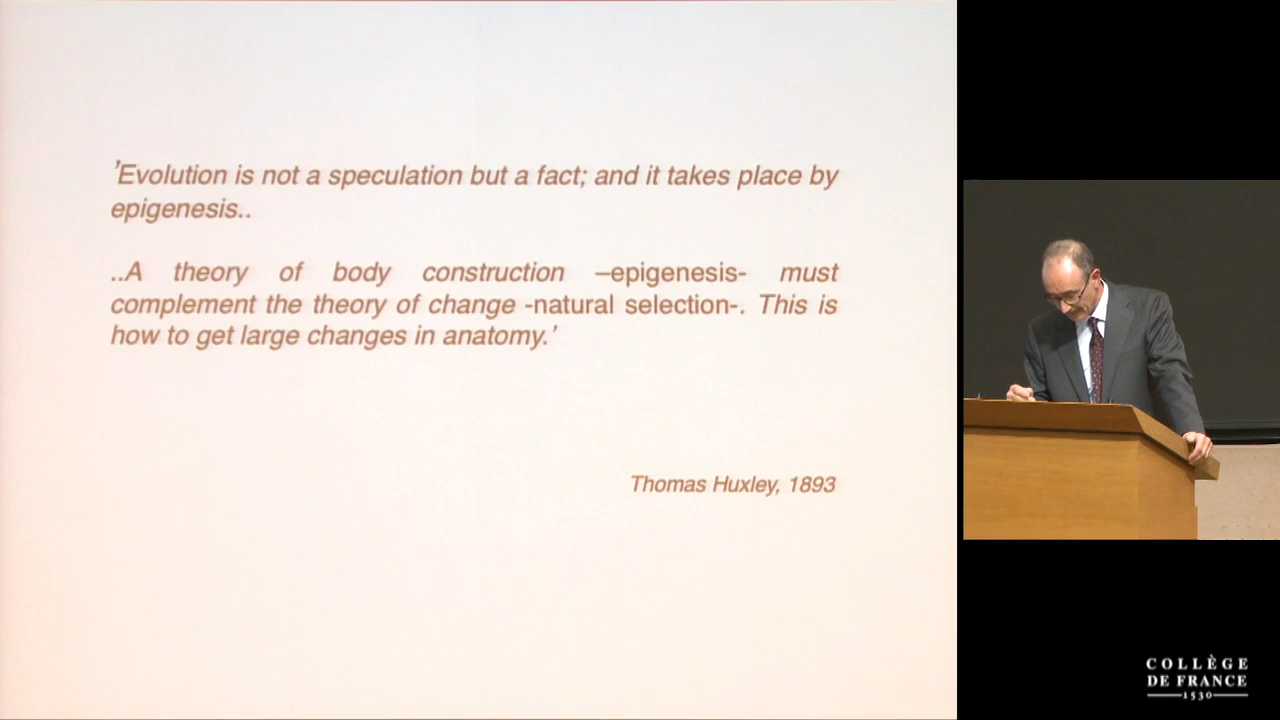 'Evolution is not a speculation but a fact; and it takes place by
epigenesis..
..A theory of body construction –epigenesis- must
complement the theory of change -natural selection-. This is
how to get large changes in anatomy.'
Thomas Huxley, 1893
COLLÈGE
DE FRANCE
1530